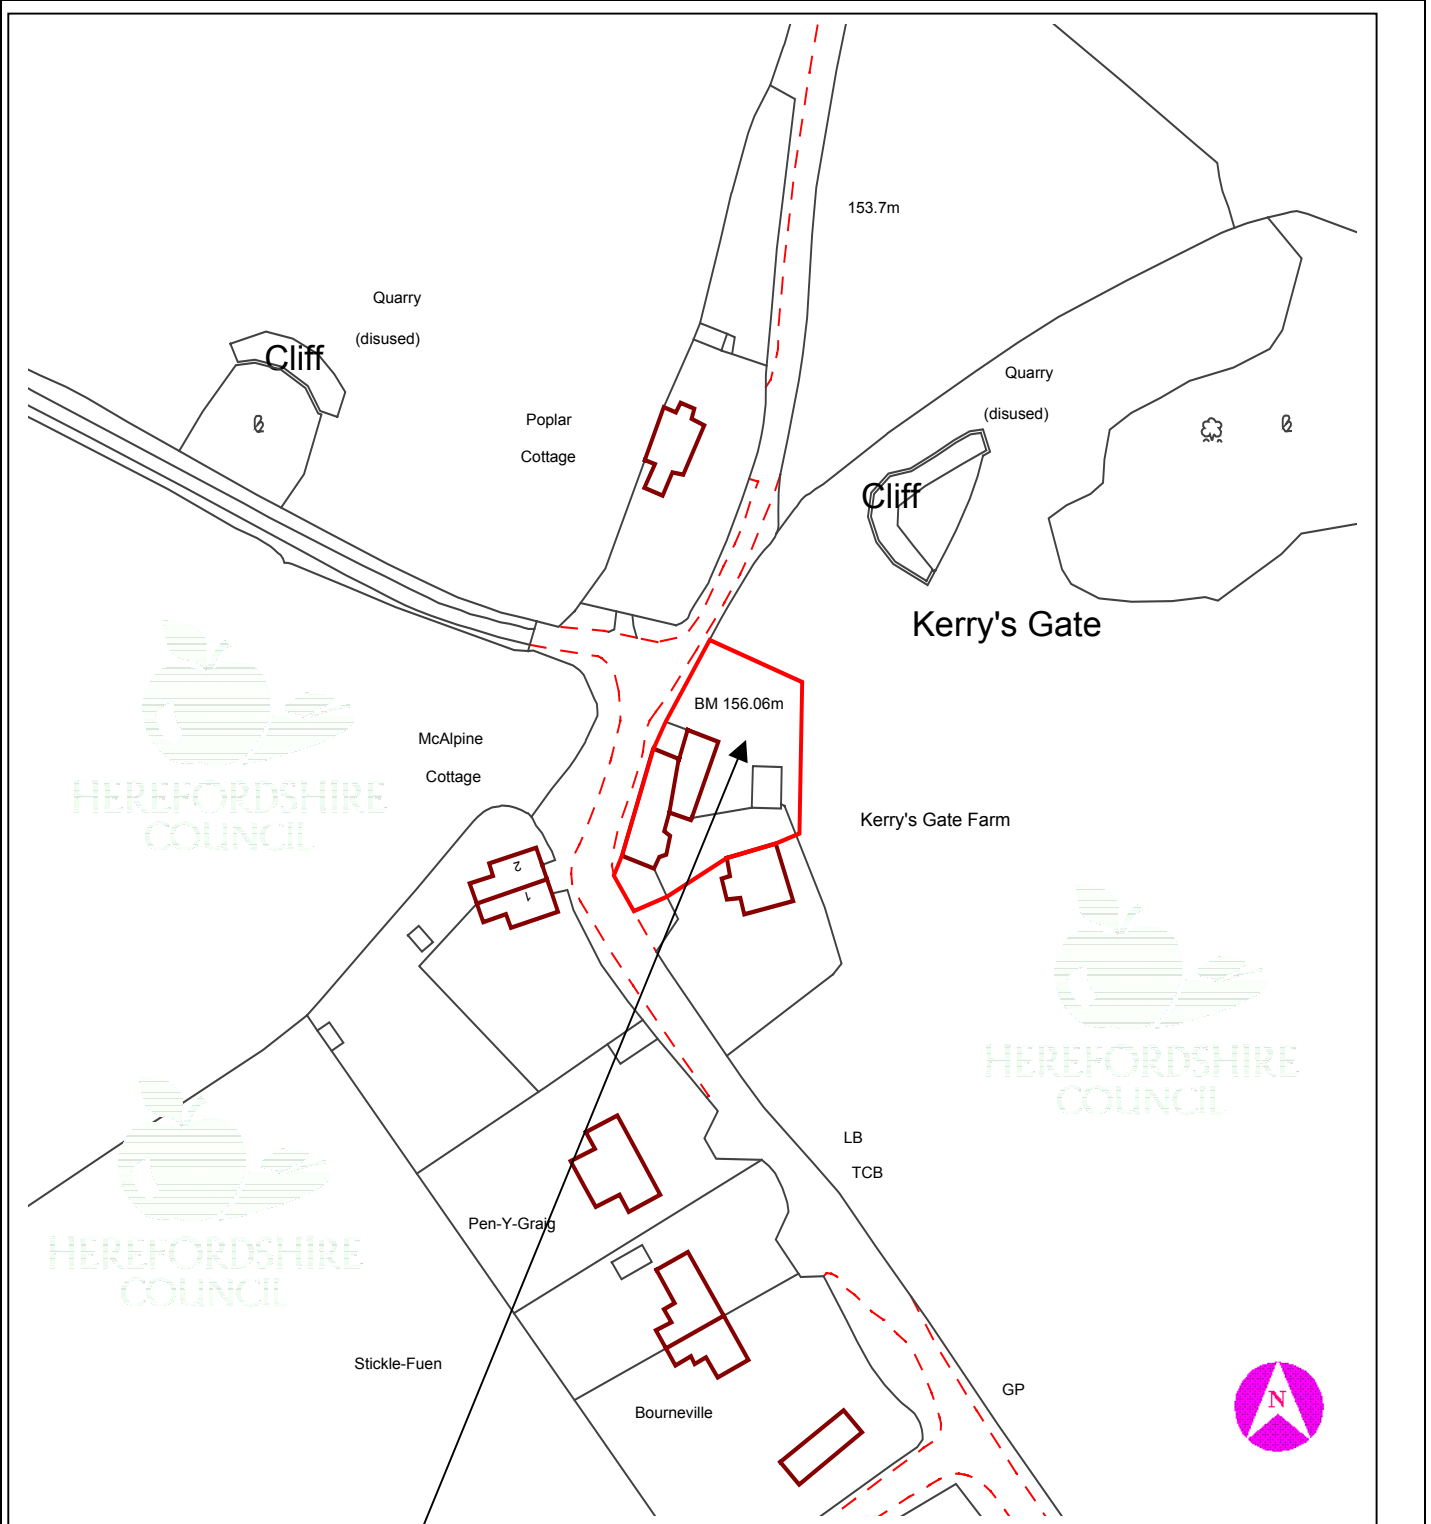 153.7m
Quarry
(disused)
Cliff
Quarry
(disused)
Poplar
Cottage
Cliff
Kerry's Gate
BM 156.06m
McAlpine
Cottage
HEREFORDSHIRE
COUNCIL
Kerry's Gate Farm
2
1
HEREFORDSHIRE
COUNCIL
LB
TCB
Pen-Y-Graig
HEREFORDSHIRE
COUNCIL
Stickle-Fuen
GP
N
Bourneville